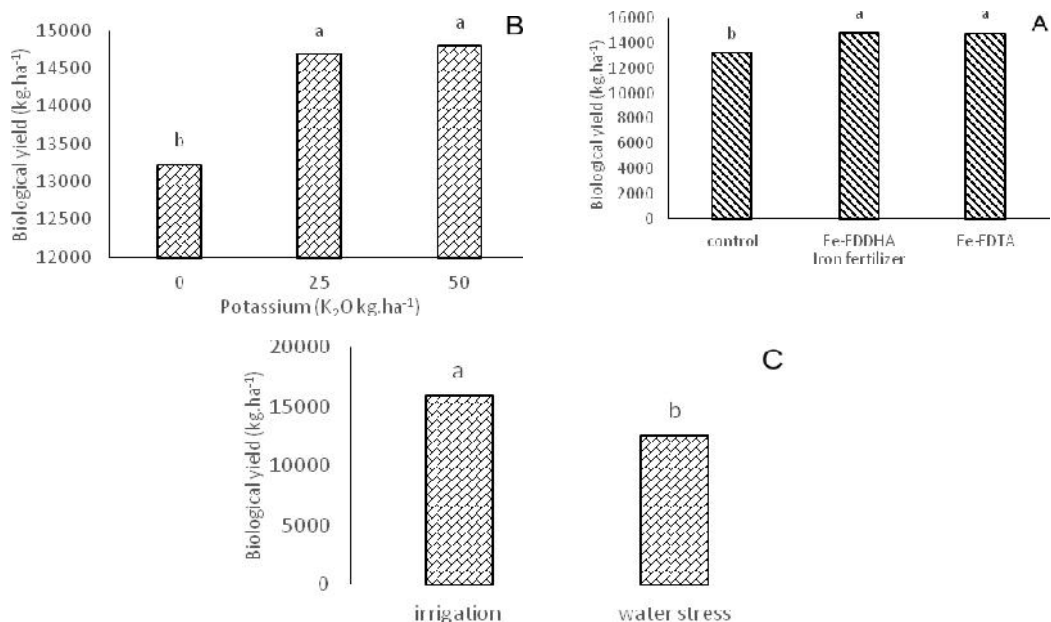 B
Biological yield (kg.ha-1)
15000
14500
14000
13500
13000
12500
12000
b
a
a
0 25 50
Potassium (K₂O kg.ha-1)
A
Biological yield (kg.ha-1)
16000
14000
12000
10000
8000
6000
4000
2000
0
b
a
a
control Fe-EDDHA Fe-EDTA
Iron fertilizer
C
Biological yield (kg.ha-1)
20000
15000
10000
5000
0
a
b
irrigation water stress